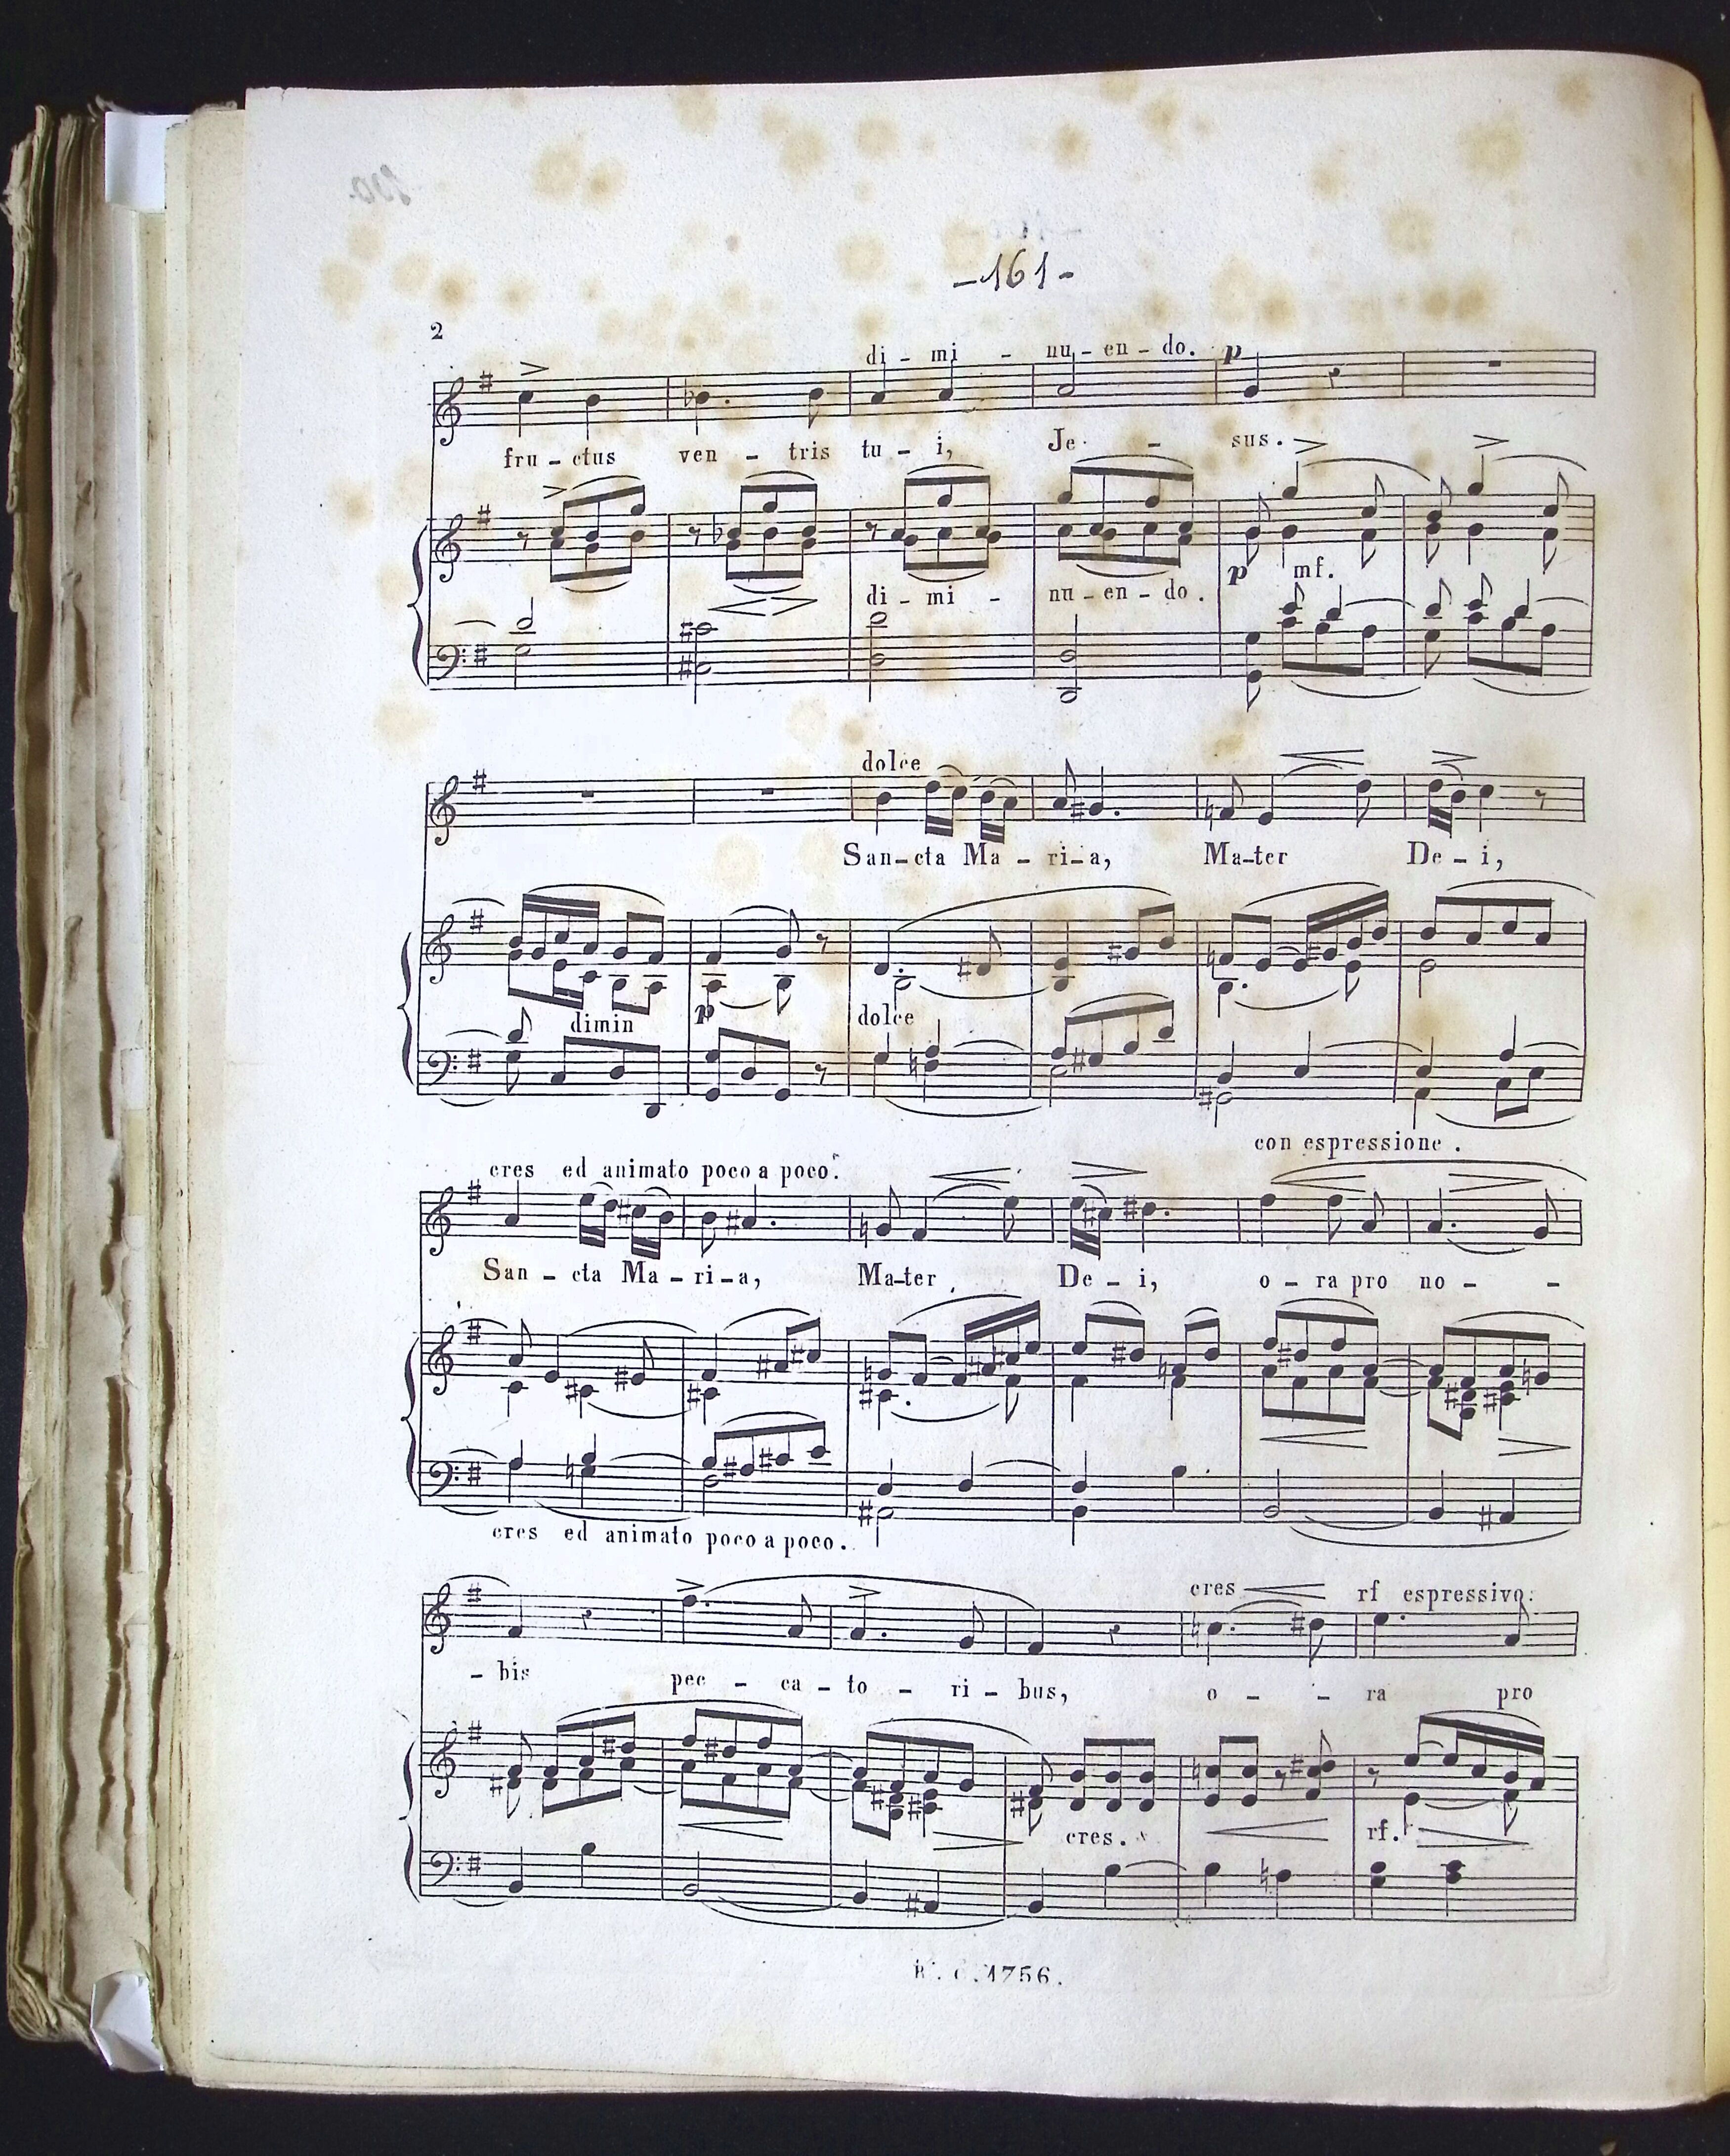 -161-
2
di - mi - nu - en - do. p
fru - ctus ven - tris tu - i, Je - sus.
p mf.
di - mi - nu - en - do.
dolce
San - cta Ma - ri - a, Ma - ter De - i,
dimin p dolce
con espressione.
cres ed animato poco a poco.
San - cta Ma - ri - a, Ma - ter De - i, o - ra pro no -
cres ed animato poco a poco.
cres rf espressivo.
- bis pec - ca - to - ri - bus, o - - ra pro
cres. rf.
1756.